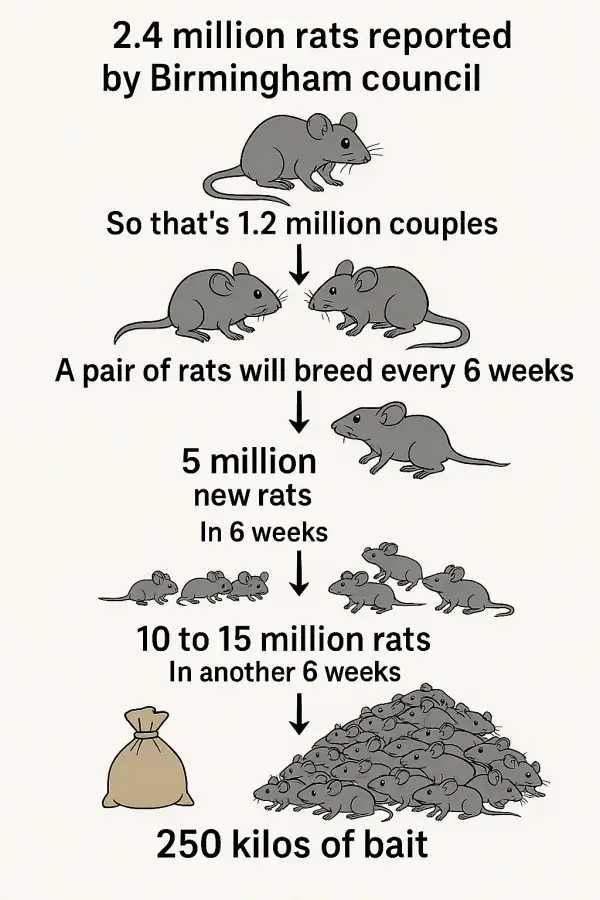 2.4 million rats reported
by Birmingham council
So that's 1.2 million couples
A pair of rats will breed every 6 weeks
5 million
new rats
In 6 weeks
10 to 15 million rats
In another 6 weeks
250 kilos of bait